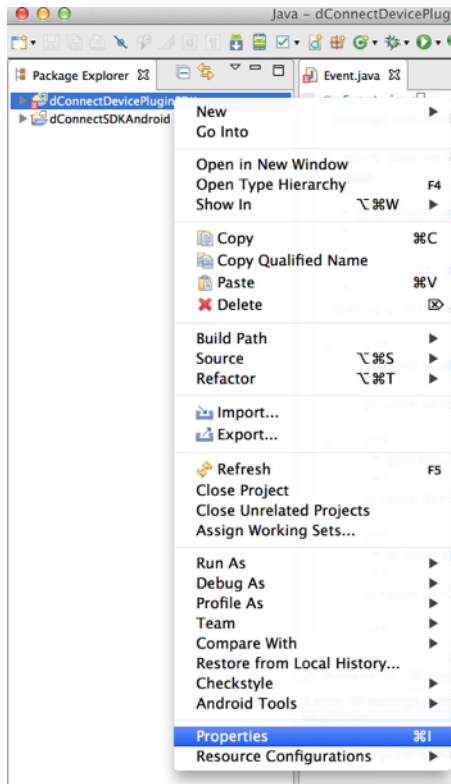 Java - dConnectDevicePlug
Package Explorer
Event.java
dConnectDevicePlugin
dConnectSDKAndroid
New
Go Into
Open in New Window
Open Type Hierarchy F4
Show In ⌥⌘W
Copy ⌘C
Copy Qualified Name
Paste ⌘V
Delete ⌦
Build Path
Source ⌥⌘S
Refactor ⌥⌘T
Import...
Export...
Refresh F5
Close Project
Close Unrelated Projects
Assign Working Sets...
Run As
Debug As
Profile As
Team
Compare With
Restore from Local History...
Checkstyle
Android Tools
Properties ⌘I
Resource Configurations